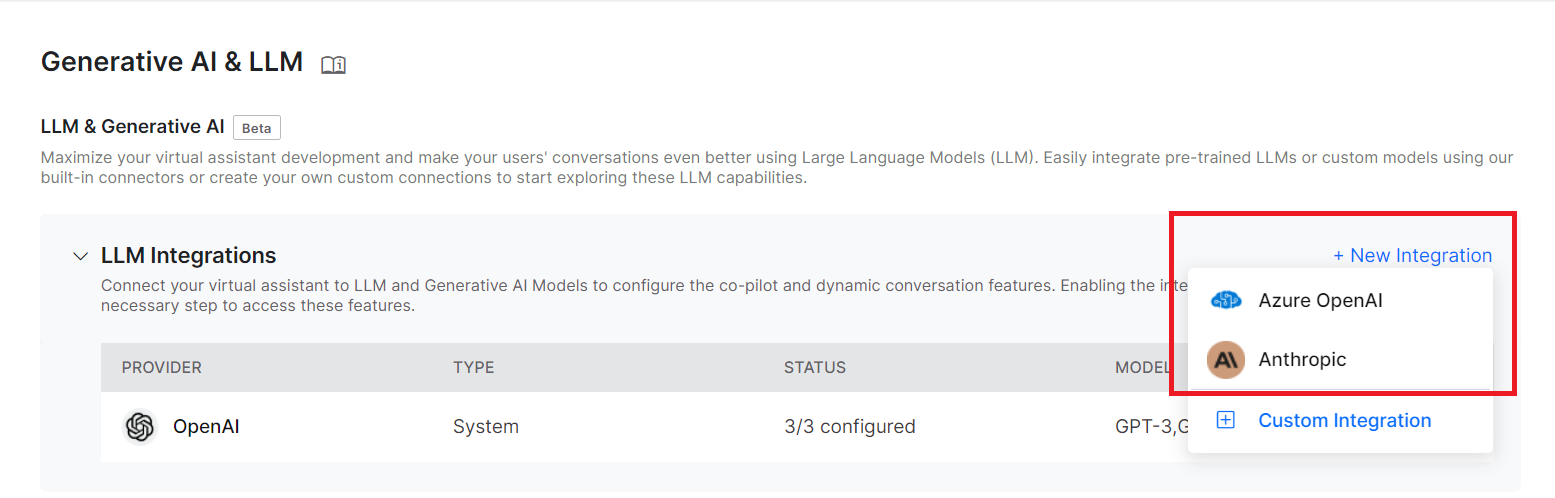 Generative AI & LLM
LLM & Generative AI Beta
Maximize your virtual assistant development and make your users' conversations even better using Large Language Models (LLM). Easily integrate pre-trained LLMs or custom models using our
built-in connectors or create your own custom connections to start exploring these LLM capabilities.
LLM Integrations
+ New Integration
Connect your virtual assistant to LLM and Generative AI Models to configure the co-pilot and dynamic conversation features. Enabling the
necessary step to access these features.
Azure OpenAI
Anthropic
Custom Integration
PROVIDER TYPE STATUS MODEL
OpenAI System 3/3 configured GPT-3,G